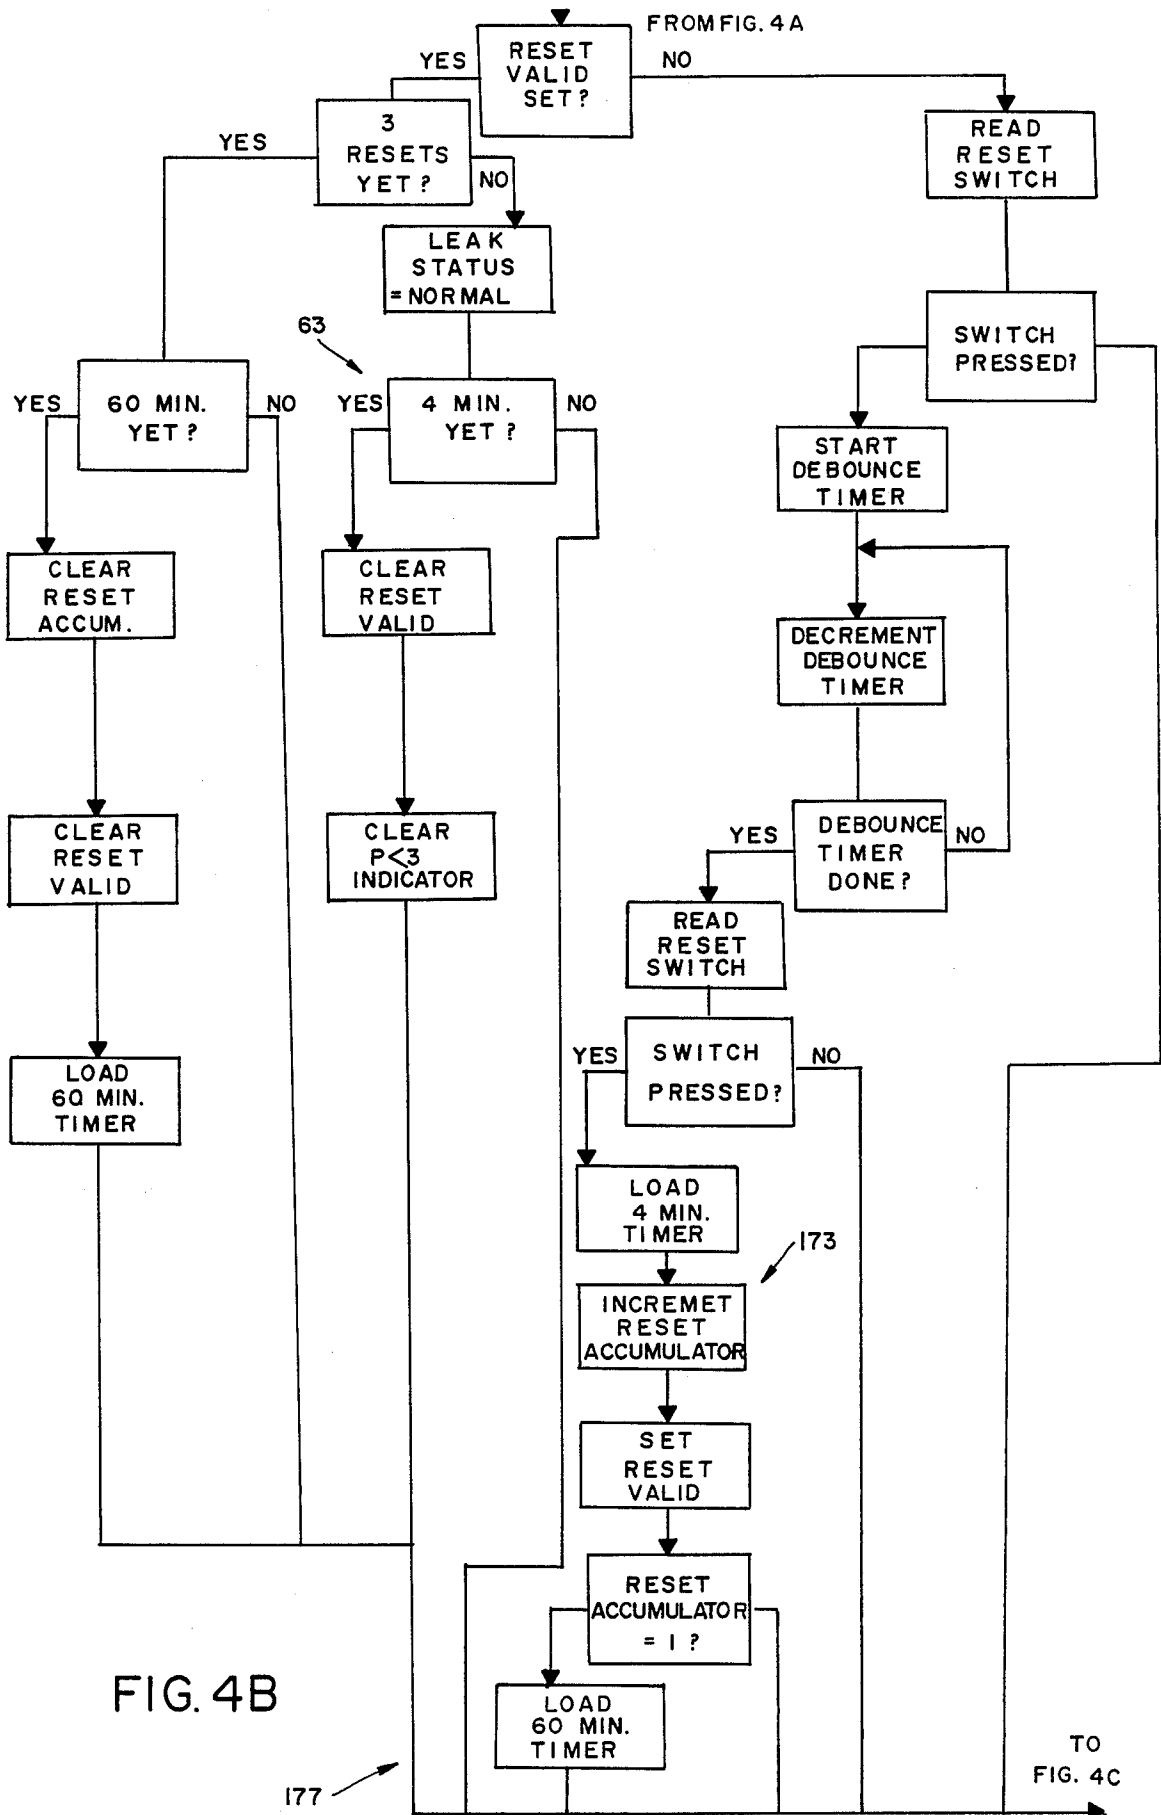 FROM FIG. 4A
RESET
VALID
SET?
YES
NO
3
RESETS
YET?
YES
NO
READ
RESET
SWITCH
LEAK
STATUS
=NORMAL
63
SWITCH
PRESSED?
60 MIN.
YET?
YES
NO
4 MIN.
YET?
YES
NO
START
DEBOUNCE
TIMER
CLEAR
RESET
ACCUM.
CLEAR
RESET
VALID
DECREMENT
DEBOUNCE
TIMER
CLEAR
RESET
VALID
CLEAR
P<3
INDICATOR
DEBOUNCE
TIMER
DONE?
YES
NO
READ
RESET
SWITCH
LOAD
60 MIN.
TIMER
SWITCH
PRESSED?
YES
NO
LOAD
4 MIN.
TIMER
173
INCREMET
RESET
ACCUMULATOR
SET
RESET
VALID
RESET
ACCUMULATOR
= 1 ?
LOAD
60 MIN.
TIMER
FIG. 4B
177
TO
FIG. 4C